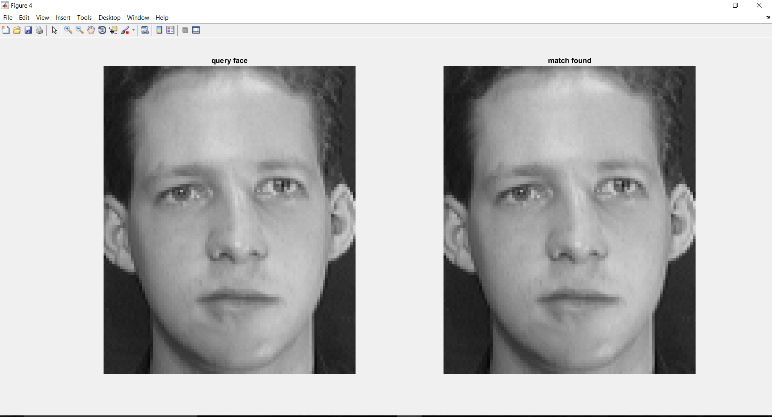 Figure 4
File Edit View Insert Tools Desktop Window Help
query face
match found